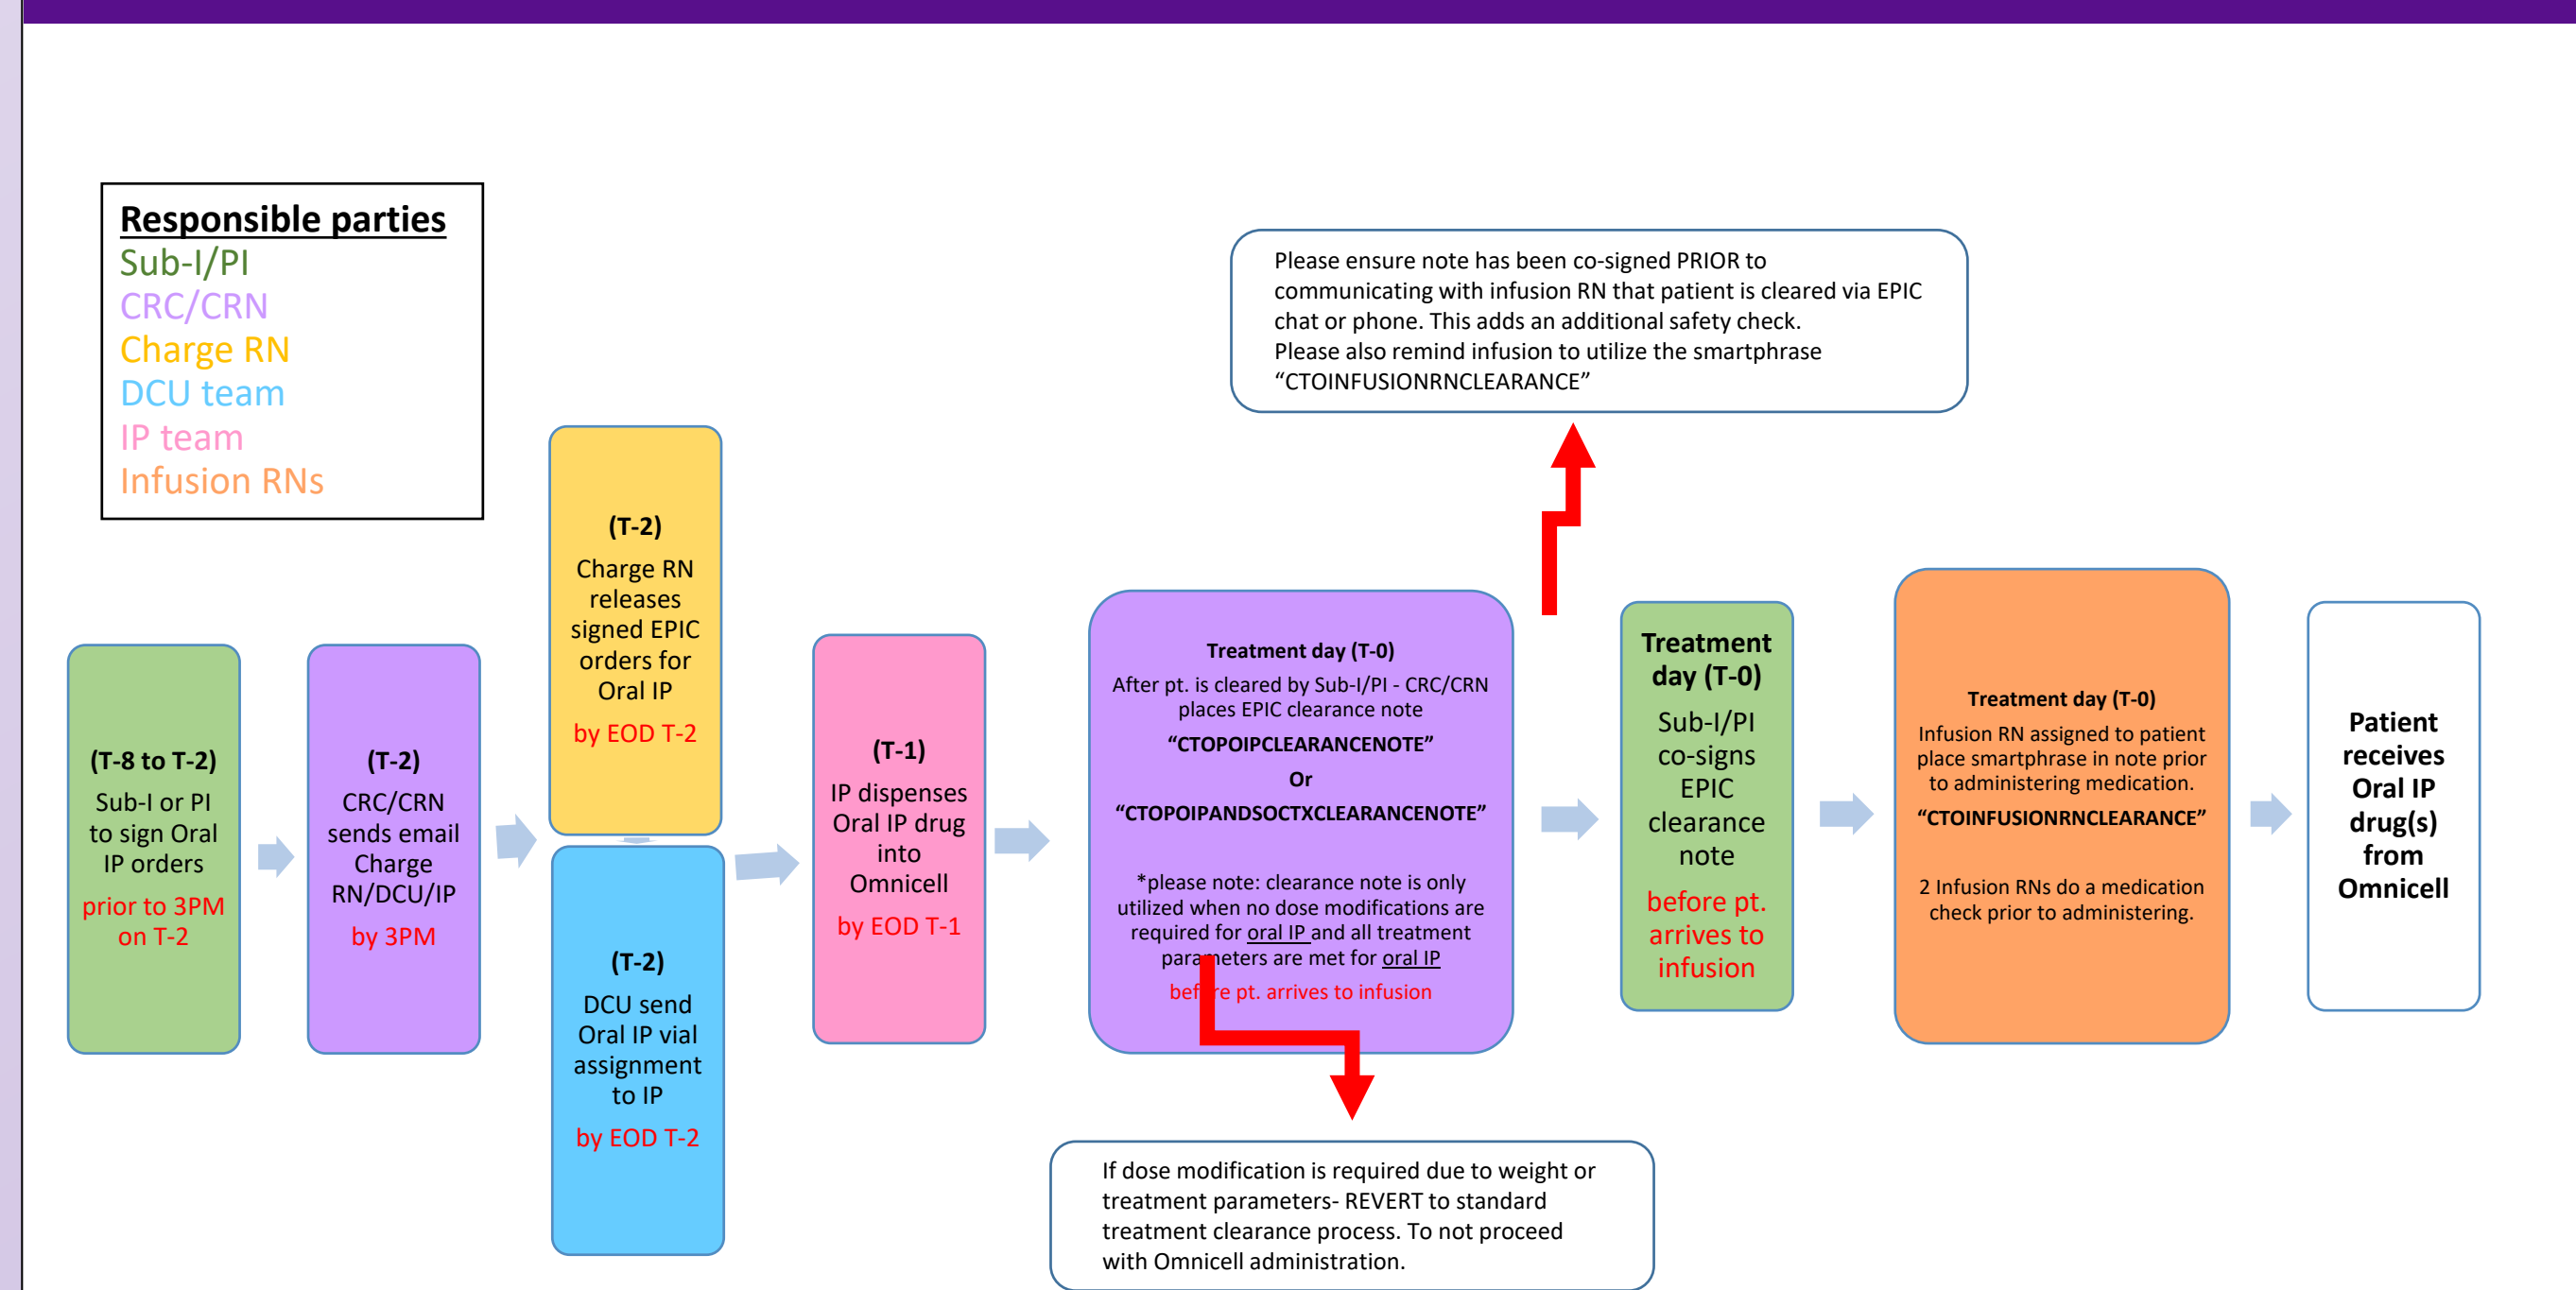 Responsible parties
Sub-I/PI
CRC/CRN
Charge RN
DCU team
IP team
Infusion RNs
(T-8 to T-2)
Sub-I or PI
to sign Oral
IP orders
prior to 3PM
on T-2
(T-2)
CRC/CRN
sends email
Charge
RN/DCU/IP
by 3PM
(T-2)
Charge RN
releases
signed EPIC
orders for
Oral IP
by EOD T-2
(T-2)
DCU send
Oral IP vial
assignment
to IP
by EOD T-2
(T-1)
IP dispenses
Oral IP drug
into
Omnicell
by EOD T-1
Treatment day (T-0)
After pt. is cleared by Sub-I/PI - CRC/CRN
places EPIC clearance note
“CTOPOIPCLEARANCENOTE”
Or
“CTOPOIPANDSOCTXCLEARANCENOTE”
*please note: clearance note is only
utilized when no dose modifications are
required for oral IP and all treatment
parameters are met for oral IP
before pt. arrives to infusion
Please ensure note has been co-signed PRIOR to
communicating with infusion RN that patient is cleared via EPIC
chat or phone. This adds an additional safety check.
Please also remind infusion to utilize the smartphrase
“CTOINFUSIONRNCLEARANCE”
If dose modification is required due to weight or
treatment parameters- REVERT to standard
treatment clearance process. To not proceed
with Omnicell administration.
Treatment
day (T-0)
Sub-I/PI
co-signs
EPIC
clearance
note
before pt.
arrives to
infusion
Treatment day (T-0)
Infusion RN assigned to patient
place smartphrase in note prior
to administering medication.
“CTOINFUSIONRNCLEARANCE”
2 Infusion RNs do a medication
check prior to administering.
Patient
receives
Oral IP
drug(s)
from
Omnicell